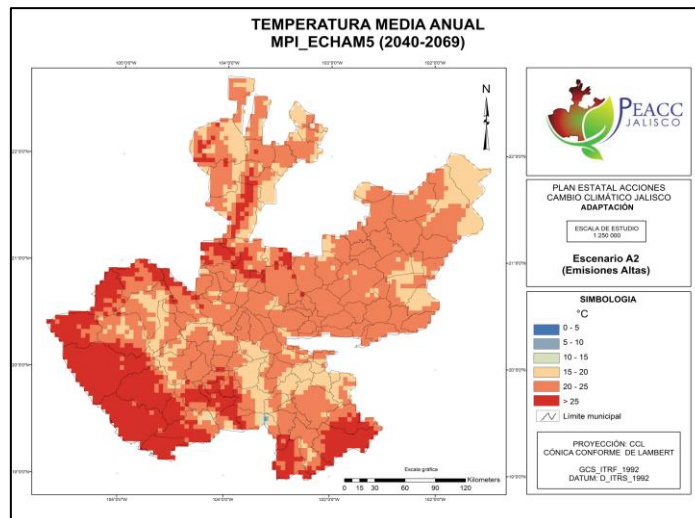 TEMPERATURA MEDIA ANUAL
MPI_ECHAM5 (2040-2069)
N
PEACC
JALISCO
PLAN ESTATAL ACCIONES
CAMBIO CLIMÁTICO JALISCO
ADAPTACIÓN
ESCALA DE ESTUDIO
1:250 000
Escenario A2
(Emisiones Altas)
SIMBOLOGIA
°C
0 - 5
5 - 10
10 - 15
15 - 20
20 - 25
> 25
Límite municipal
PROYECCIÓN: CCL
CÓNICA CONFORME DE LAMBERT
GCS_ITRF_1992
DATUM: D_ITRS_1992
Escala gráfica
Kilometers
0 15 30 60 90 120